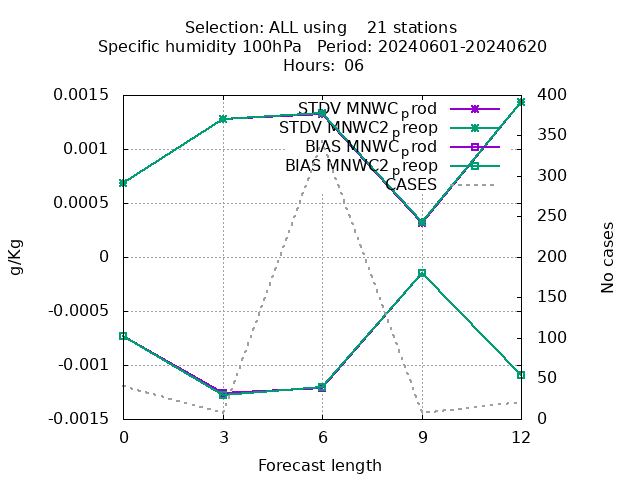 Selection: ALL using    21 stations
Specific humidity 100hPa   Period: 20240601-20240620
Hours:  06
STDV MNWC_prod
STDV MNWC2_preop
BIAS MNWC_prod
BIAS MNWC2_preop
CASES
0.0015
0.001
0.0005
0
-0.0005
-0.001
-0.0015
400
350
300
250
200
150
100
50
0
0 3 6 9 12
g/Kg
No cases
Forecast length